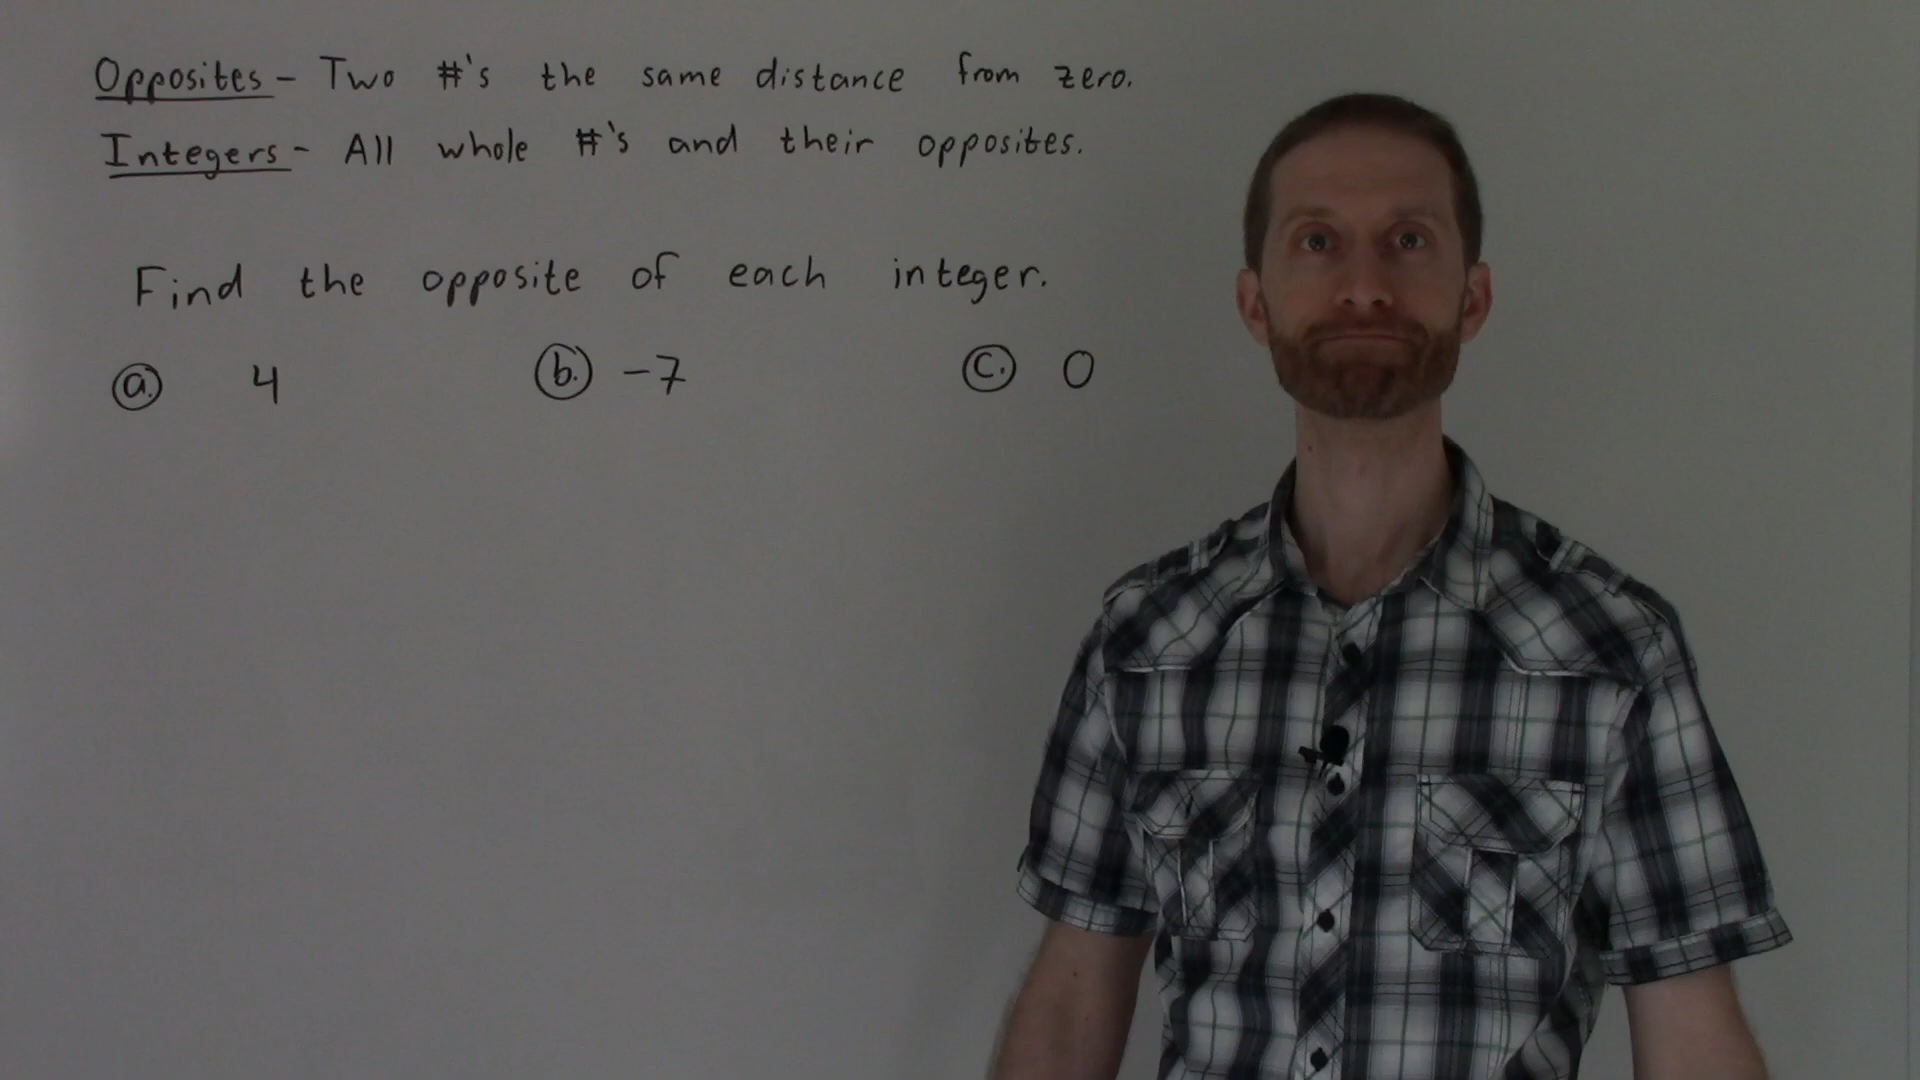 Opposites - Two #'s the same distance from zero.
Integers - All whole #'s and their opposites.
Find the opposite of each integer.
a. 4 b. -7 c. 0